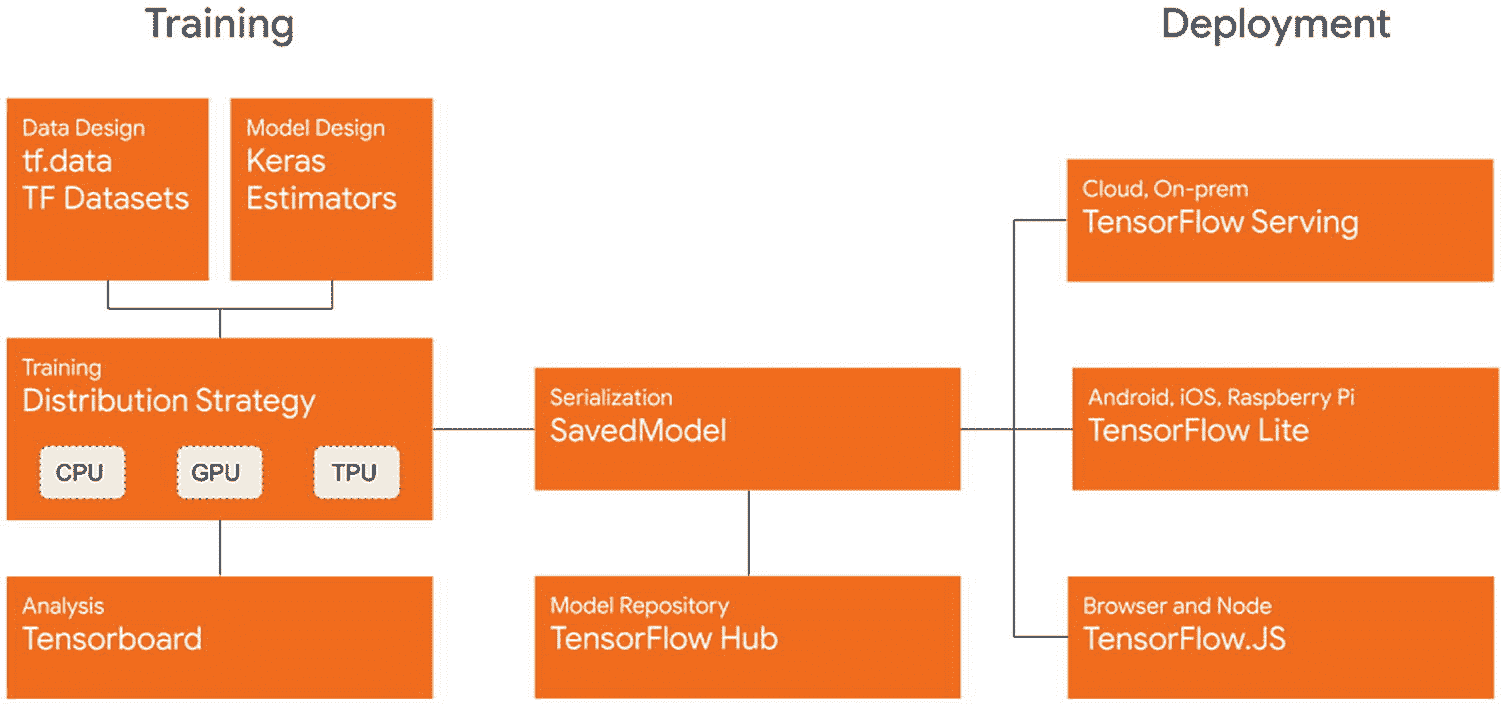 Training
Deployment
Data Design
tf.data
TF Datasets
Model Design
Keras
Estimators
Cloud, On-prem
TensorFlow Serving
Training
Distribution Strategy
CPU
GPU
TPU
Serialization
SavedModel
Android, iOS, Raspberry Pi
TensorFlow Lite
Analysis
Tensorboard
Model Repository
TensorFlow Hub
Browser and Node
TensorFlow.JS